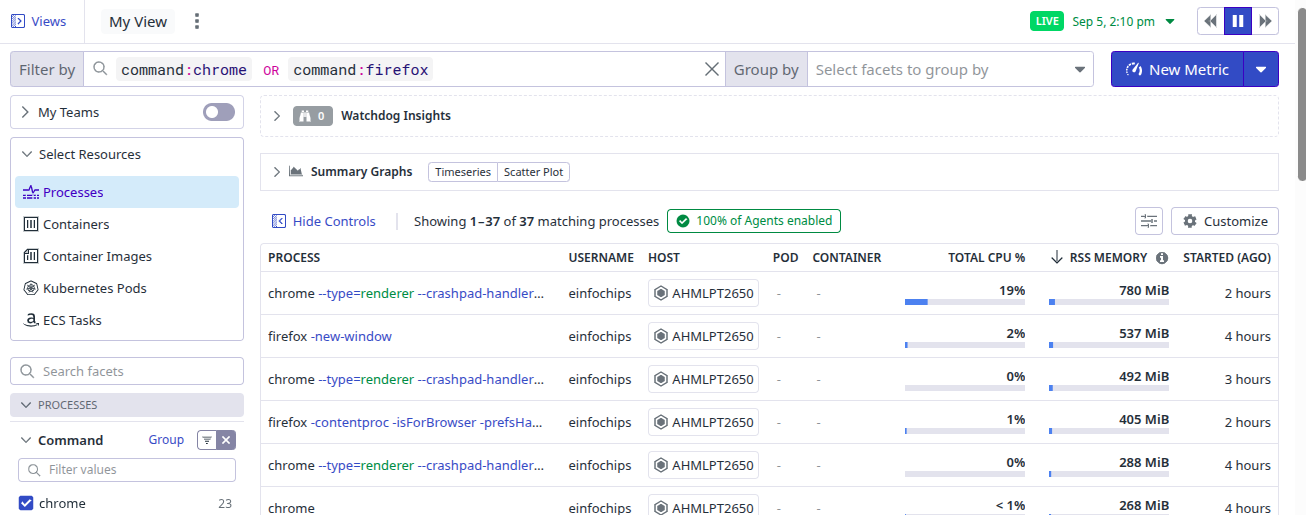 Views
My View
LIVE Sep 5, 2:10 pm
Filter by command:chrome OR command:firefox Group by Select facets to group by New Metric
My Teams
Select Resources
Processes
Containers
Container Images
Kubernetes Pods
ECS Tasks
Search facets
PROCESSES
Command Group
Filter values
chrome 23
0 Watchdog Insights
Summary Graphs Timeseries Scatter Plot
Hide Controls Showing 1–37 of 37 matching processes 100% of Agents enabled Customize
PROCESS USERNAME HOST POD CONTAINER TOTAL CPU % RSS MEMORY STARTED (AGO)
chrome --type=renderer --crashpad-handler... einfochips AHMLPT2650 - - 19% 780 MiB 2 hours
firefox -new-window einfochips AHMLPT2650 - - 2% 537 MiB 4 hours
chrome --type=renderer --crashpad-handler... einfochips AHMLPT2650 - - 0% 492 MiB 3 hours
firefox -contentproc -isForBrowser -prefsHa... einfochips AHMLPT2650 - - 1% 405 MiB 2 hours
chrome --type=renderer --crashpad-handler... einfochips AHMLPT2650 - - 0% 288 MiB 4 hours
chrome einfochips AHMLPT2650 - - < 1% 268 MiB 4 hours